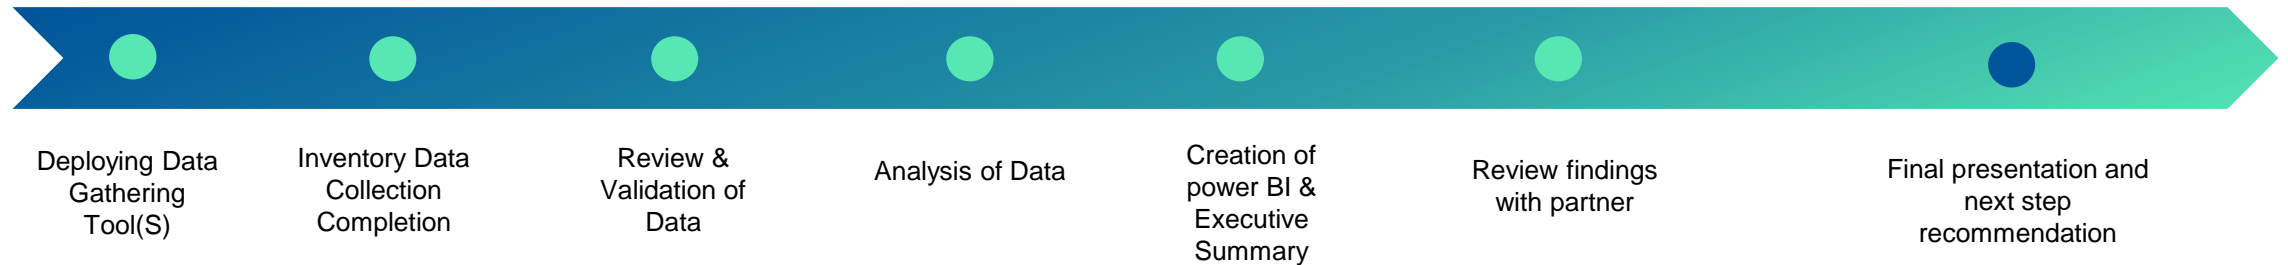 Deploying Data
Gathering
Tool(S)
Inventory Data
Collection
Completion
Review &
Validation of
Data
Analysis of Data
Creation of
power BI &
Executive
Summary
Review findings
with partner
Final presentation and
next step
recommendation